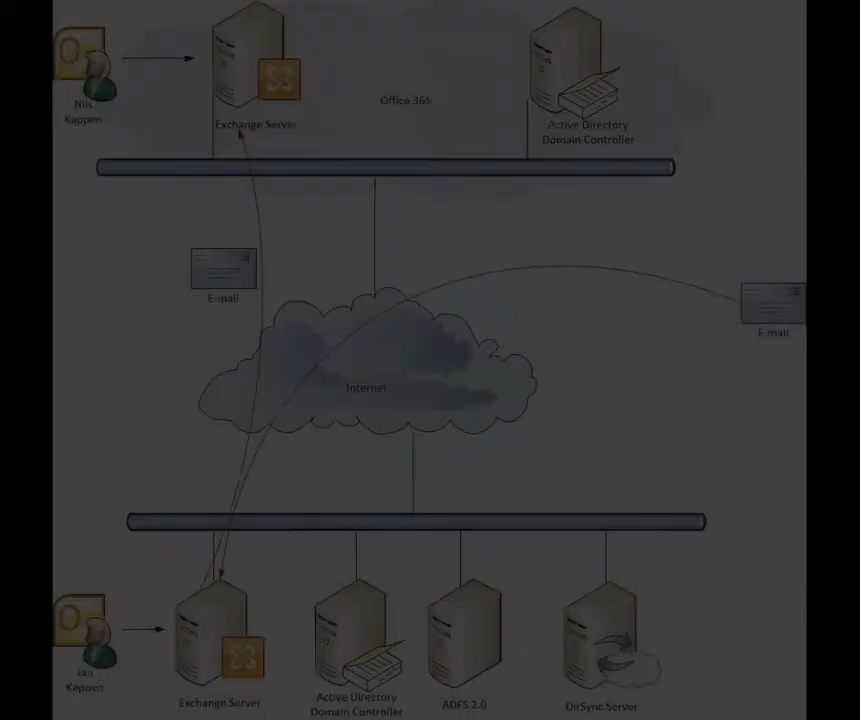 Nils
Kappen
Exchange Server
Office 365
Active Directory
Domain Controller
E-mail
E-mail
Internet
Jan
Kappen
Exchange Server
Active Directory
Domain Controller
ADFS 2.0
DirSync Server